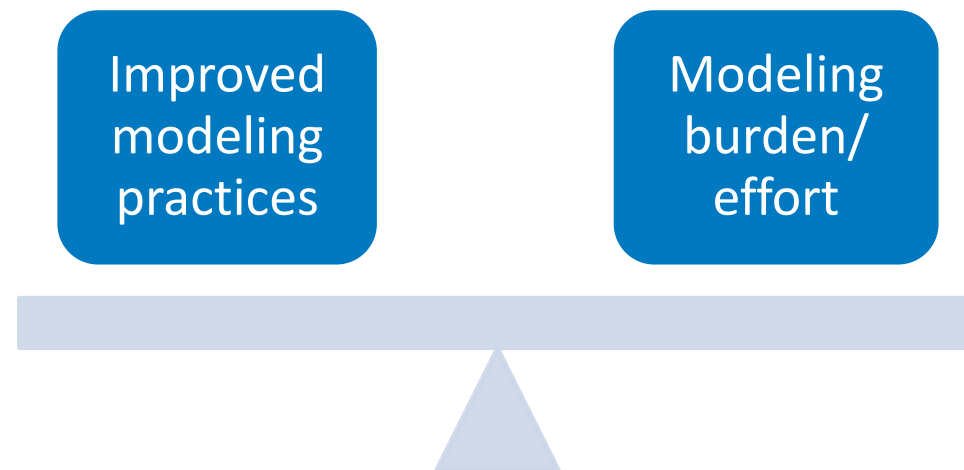 Improved
modeling
practices
Modeling
burden/
effort